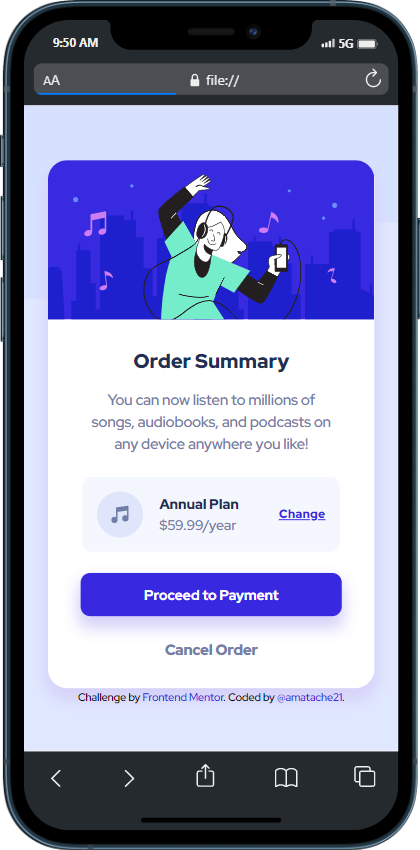 9:50 AM
5G
AA
file://
Order Summary
You can now listen to millions of
songs, audiobooks, and podcasts on
any device anywhere you like!
Annual Plan
$59.99/year
Change
Proceed to Payment
Cancel Order
Challenge by Frontend Mentor. Coded by @amatache21.